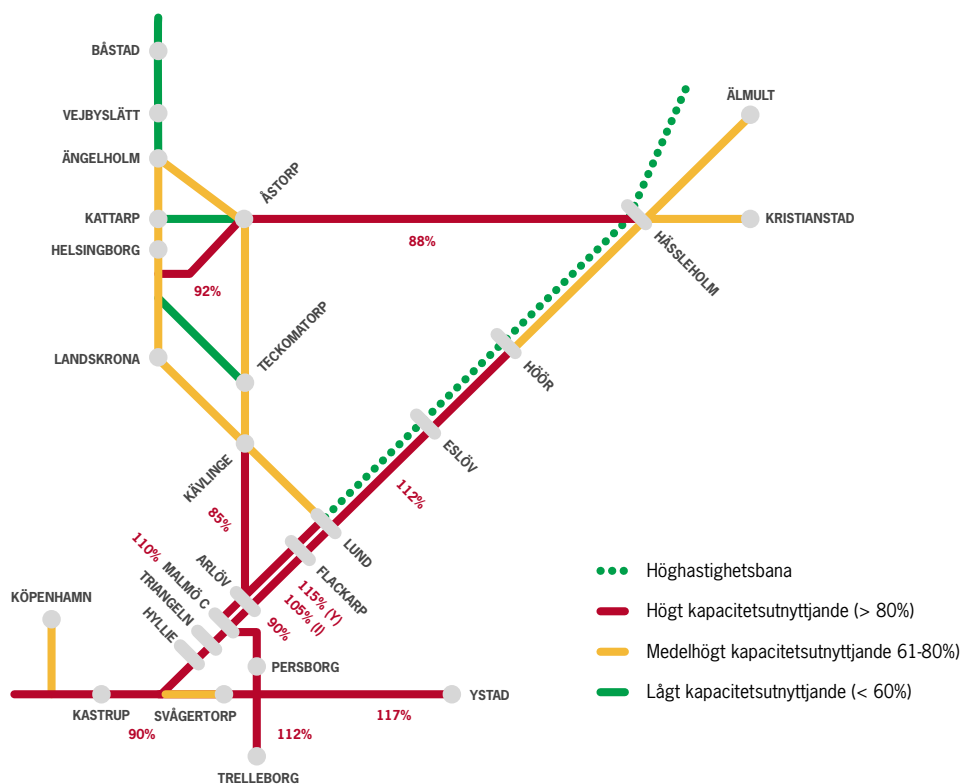 BÅSTAD
ÄLMULT
VEJBYSLÄTT
ÄNGELHOLM
ÅSTORP
KATTARP
KRISTIANSTAD
88%
HELSINGBORG
HÄSSLEHOLM
92%
TECKOMATORP
LANDSKRONA
HÖÖR
ESLÖV
KÄVLINGE
112%
85%
LUND
110%
ARLÖV
FLACKARP
MALMÖ C
115% (Y)
TRIANGELN
105% (I)
HYLLIE
90%
KÖPENHAMN
PERSBORG
KASTRUP
SVÅGERTORP
YSTAD
90%
112%
117%
TRELLEBORG
Höghastighetsbana
Högt kapacitetsutnyttjande (> 80%)
Medelhögt kapacitetsutnyttjande 61-80%)
Lågt kapacitetsutnyttjande (< 60%)